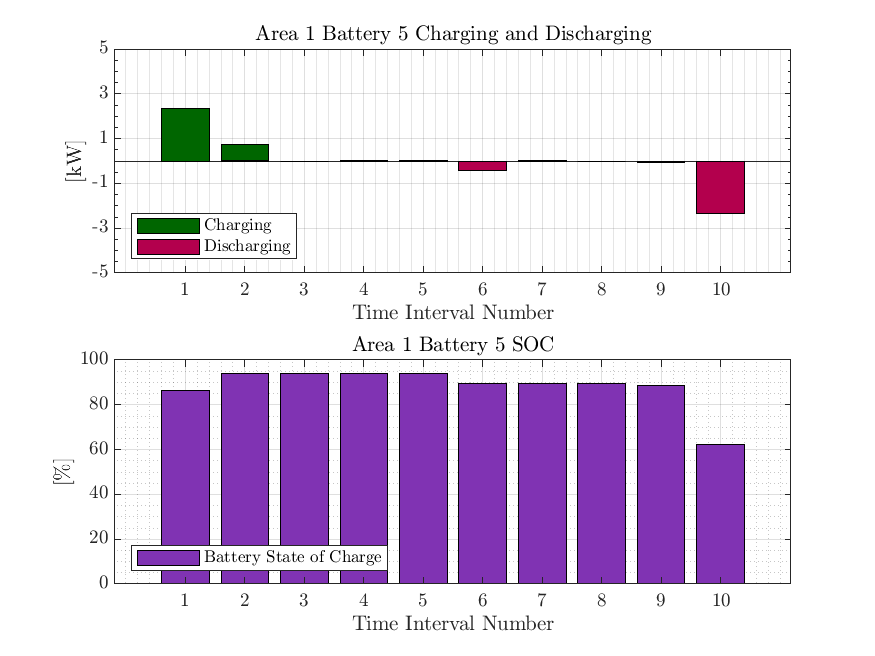 Area 1 Battery 5 Charging and Discharging
5
3
1
-1
-3
-5
[kW]
Charging
Discharging
1 2 3 4 5 6 7 8 9 10
Time Interval Number
Area 1 Battery 5 SOC
100
80
60
40
20
0
[%]
Battery State of Charge
1 2 3 4 5 6 7 8 9 10
Time Interval Number